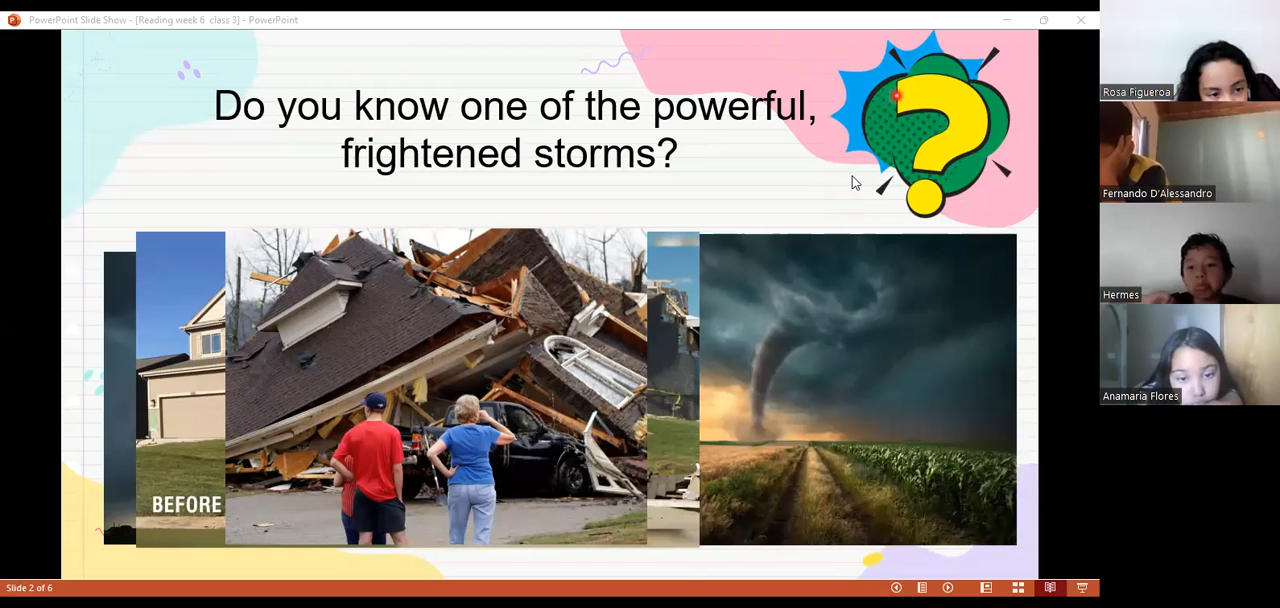 PowerPoint Slide Show - [Reading week 6 class 3] - PowerPoint
Do you know one of the powerful,
frightened storms?
BEFORE
Rosa Figueroa
Fernando D'Alessandro
Hermes
Anamaria Flores
Slide 2 of 6